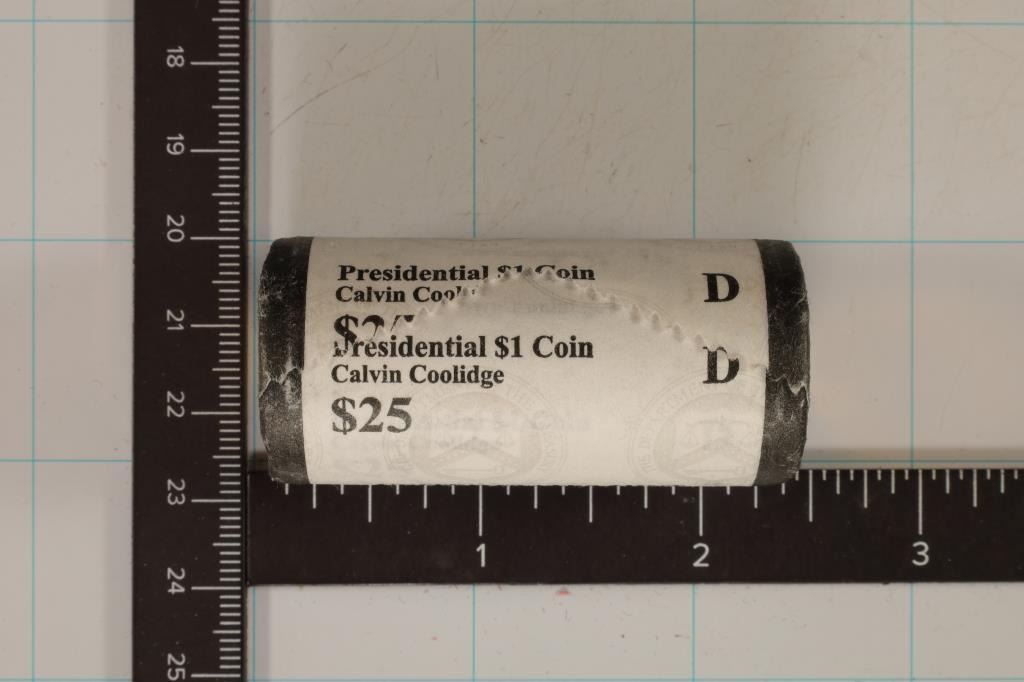 18
19
20
21
22
23
24
25
Presidential $1 Coin
Calvin
D
Presidential $1 Coin
Calvin Coolidge
D
$25
1
2
3